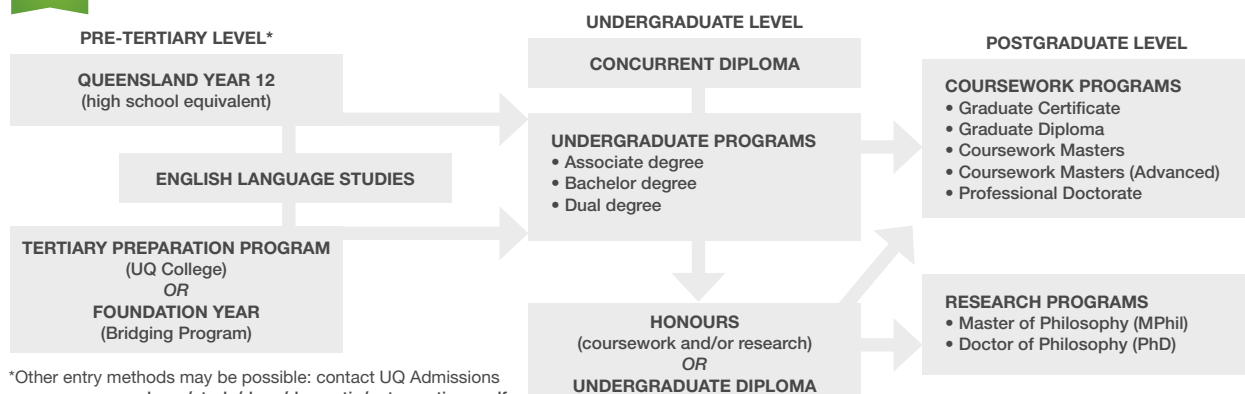 PRE-TERTIARY LEVEL*
QUEENSLAND YEAR 12
(high school equivalent)
ENGLISH LANGUAGE STUDIES
TERTIARY PREPARATION PROGRAM
(UQ College)
OR
FOUNDATION YEAR
(Bridging Program)
*Other entry methods may be possible: contact UQ Admissions
UNDERGRADUATE LEVEL
CONCURRENT DIPLOMA
UNDERGRADUATE PROGRAMS
• Associate degree
• Bachelor degree
• Dual degree
HONOURS
(coursework and/or research)
OR
UNDERGRADUATE DIPLOMA
POSTGRADUATE LEVEL
COURSEWORK PROGRAMS
• Graduate Certificate
• Graduate Diploma
• Coursework Masters
• Coursework Masters (Advanced)
• Professional Doctorate
RESEARCH PROGRAMS
• Master of Philosophy (MPhil)
• Doctor of Philosophy (PhD)